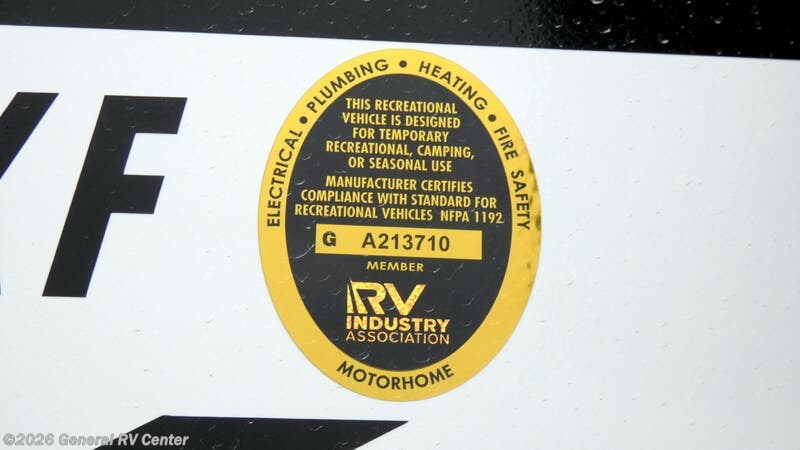 ELECTRICAL • PLUMBING • HEATING • FIRE SAFETY
THIS RECREATIONAL
VEHICLE IS DESIGNED
FOR TEMPORARY
RECREATIONAL, CAMPING,
OR SEASONAL USE
MANUFACTURER CERTIFIES
COMPLIANCE WITH STANDARD FOR
RECREATIONAL VEHICLES NFPA 1192
G A213710
MEMBER
RV
INDUSTRY
ASSOCIATION
MOTORHOME
F
©2026 General RV Center